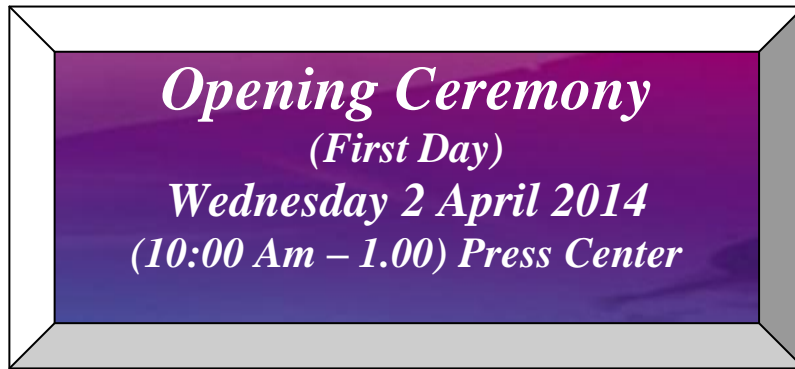 Opening Ceremony
(First Day)
Wednesday 2 April 2014
(10:00 Am – 1.00) Press Center